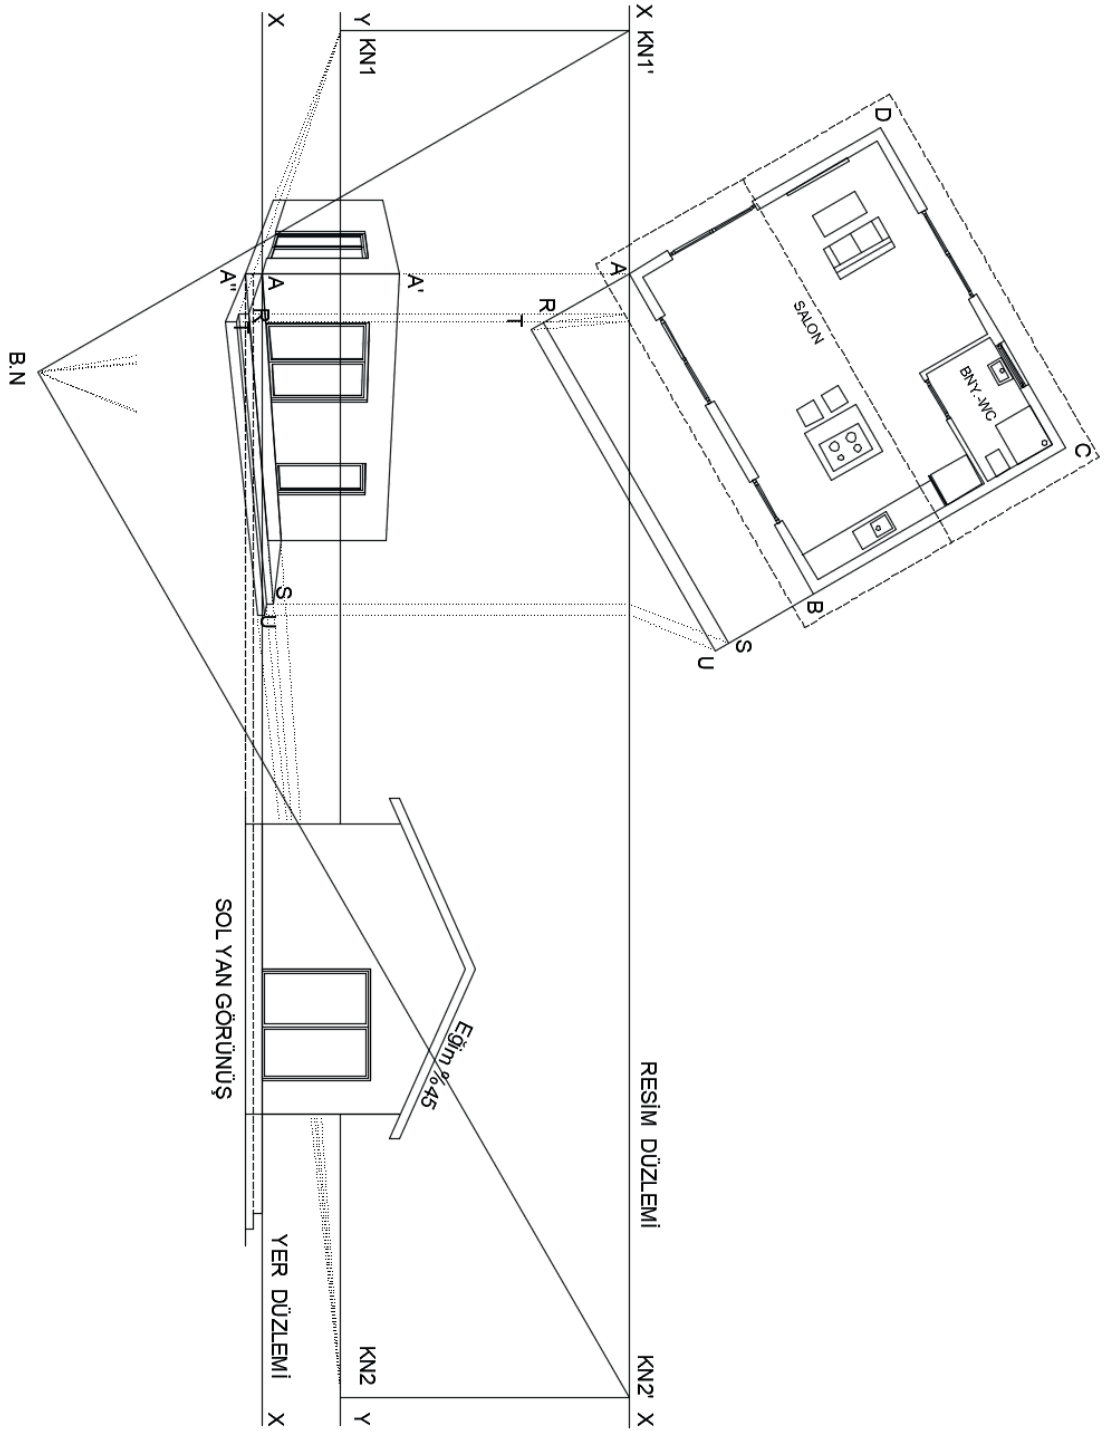 X
KN1'
RESİM DÜZLEMİ
KN2'
X
D
C
A
B
R
T
S
U
SALON
BNY.-WC
Y
KN1
KN2
Y
A'
A
A''
R
T
S
U
Eğim %45
X
YER DÜZLEMİ
X
SOL YAN GÖRÜNÜŞ
B.N